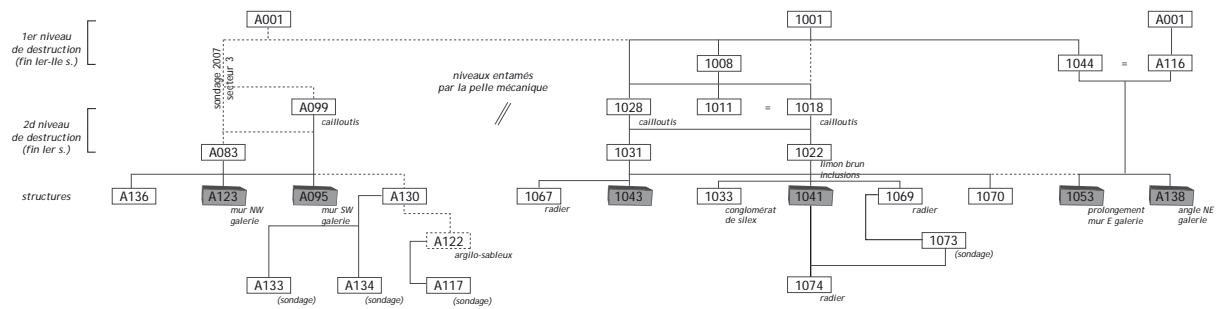 A001
1001
A001
1er niveau
de destruction
(fin Ier-IIe s.)
sondage 2007
secteur 3
niveaux entamés
par la pelle mécanique
1008
1044
=
A116
A099
cailloutis
1028
cailloutis
1011
=
1018
cailloutis
2d niveau
de destruction
(fin Ier s.)
A083
1031
1022
limon brun
inclusions
structures
A136
A123
mur NW
galerie
A095
mur SW
galerie
A130
1067
radier
1043
1033
conglomérat
de silex
1041
1069
radier
1070
1053
prolongement
mur E galerie
A138
angle NE
galerie
A122
argilo-sableux
1073
(sondage)
A133
(sondage)
A134
(sondage)
A117
(sondage)
1074
radier